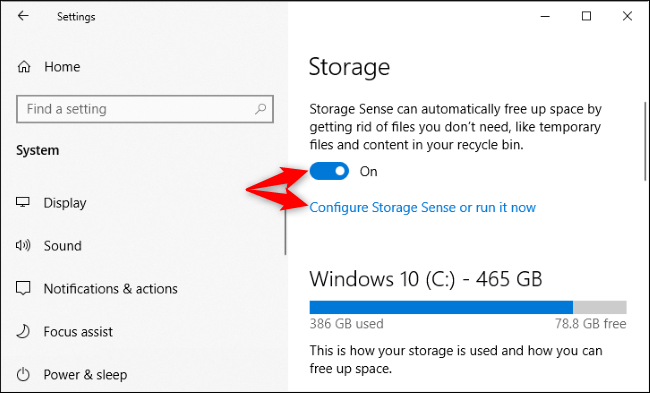 Settings
Home
Find a setting
System
Display
Sound
Notifications & actions
Focus assist
Power & sleep
Storage
Storage Sense can automatically free up space by
getting rid of files you don't need, like temporary
files and content in your recycle bin.
On
Configure Storage Sense or run it now
Windows 10 (C:) - 465 GB
386 GB used
78.8 GB free
This is how your storage is used and how you can
free up space.